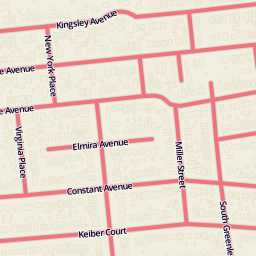 Kingsley Avenue
New York Place
e Avenue
e Avenue
Virginia Place
Elmira Avenue
Miller Street
Constant Avenue
South Greenle
Keiber Court